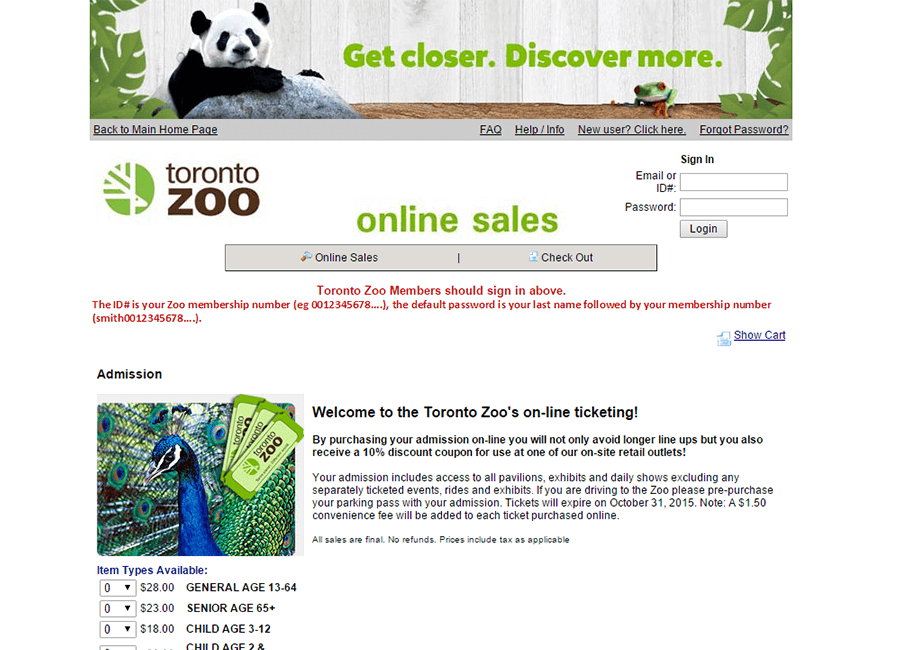 Get closer. Discover more.
Back to Main Home Page
FAQ Help / Info New user? Click here. Forgot Password?
toronto
zoo
online sales
Sign In
Email or
ID#:
Password:
Login
Online Sales | Check Out
Toronto Zoo Members should sign in above.
The ID# is your Zoo membership number (eg 0012345678....), the default password is your last name followed by your membership number
(smith0012345678....).
Show Cart
Admission
toronto
zoo
toronto
zoo
Welcome to the Toronto Zoo's on-line ticketing!
By purchasing your admission on-line you will not only avoid longer line ups but you also
receive a 10% discount coupon for use at one of our on-site retail outlets!
Your admission includes access to all pavilions, exhibits and daily shows excluding any
separately ticketed events, rides and exhibits. If you are driving to the Zoo please pre-purchase
your parking pass with your admission. Tickets will expire on October 31, 2015. Note: A $1.50
convenience fee will be added to each ticket purchased online.
All sales are final. No refunds. Prices include tax as applicable
Item Types Available:
0 $28.00 GENERAL AGE 13-64
0 $23.00 SENIOR AGE 65+
0 $18.00 CHILD AGE 3-12
CHILD AGE 2 &